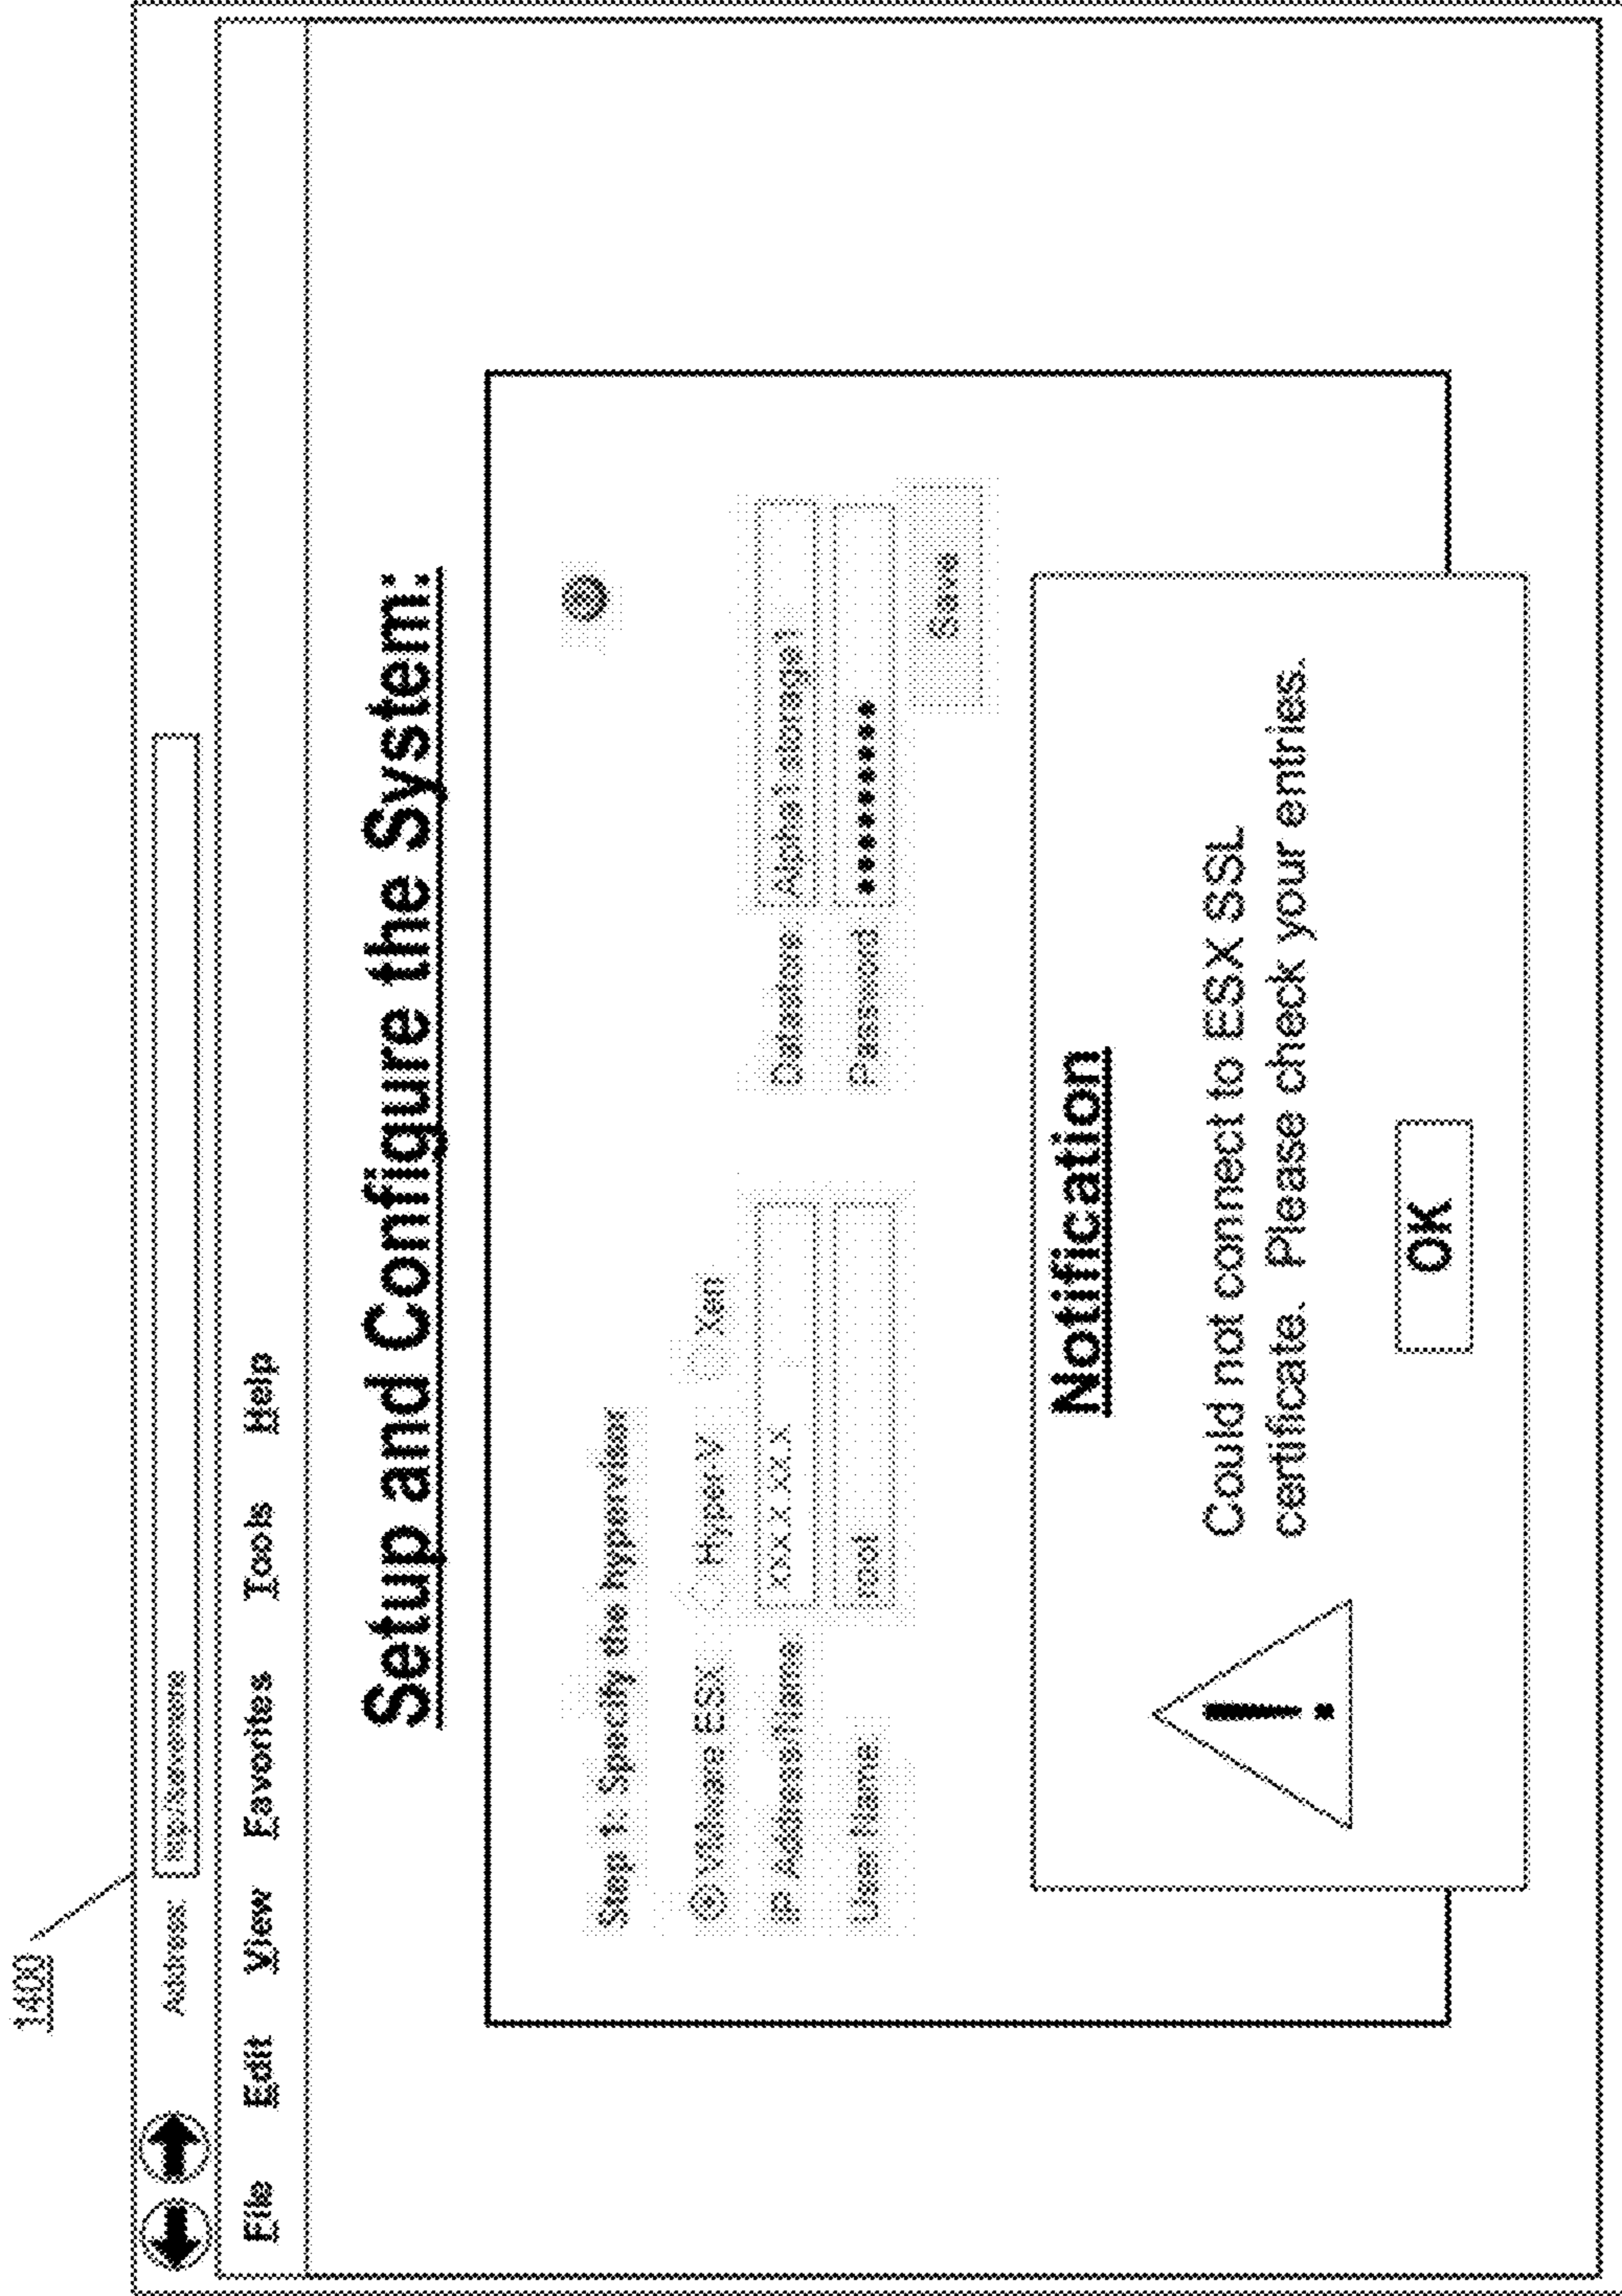 1400
Address:
File Edit View Favorites Tools Help
Setup and Configure the System:
Step 1: Specify the hypervisor
VMware ESX Hyper-V Xen
IP Address/Name xxx.x.xxx Datastore
User Name Password ●●●●●●●●●
Notification
Could not connect to ESX SSL
certificate. Please check your entries.
OK